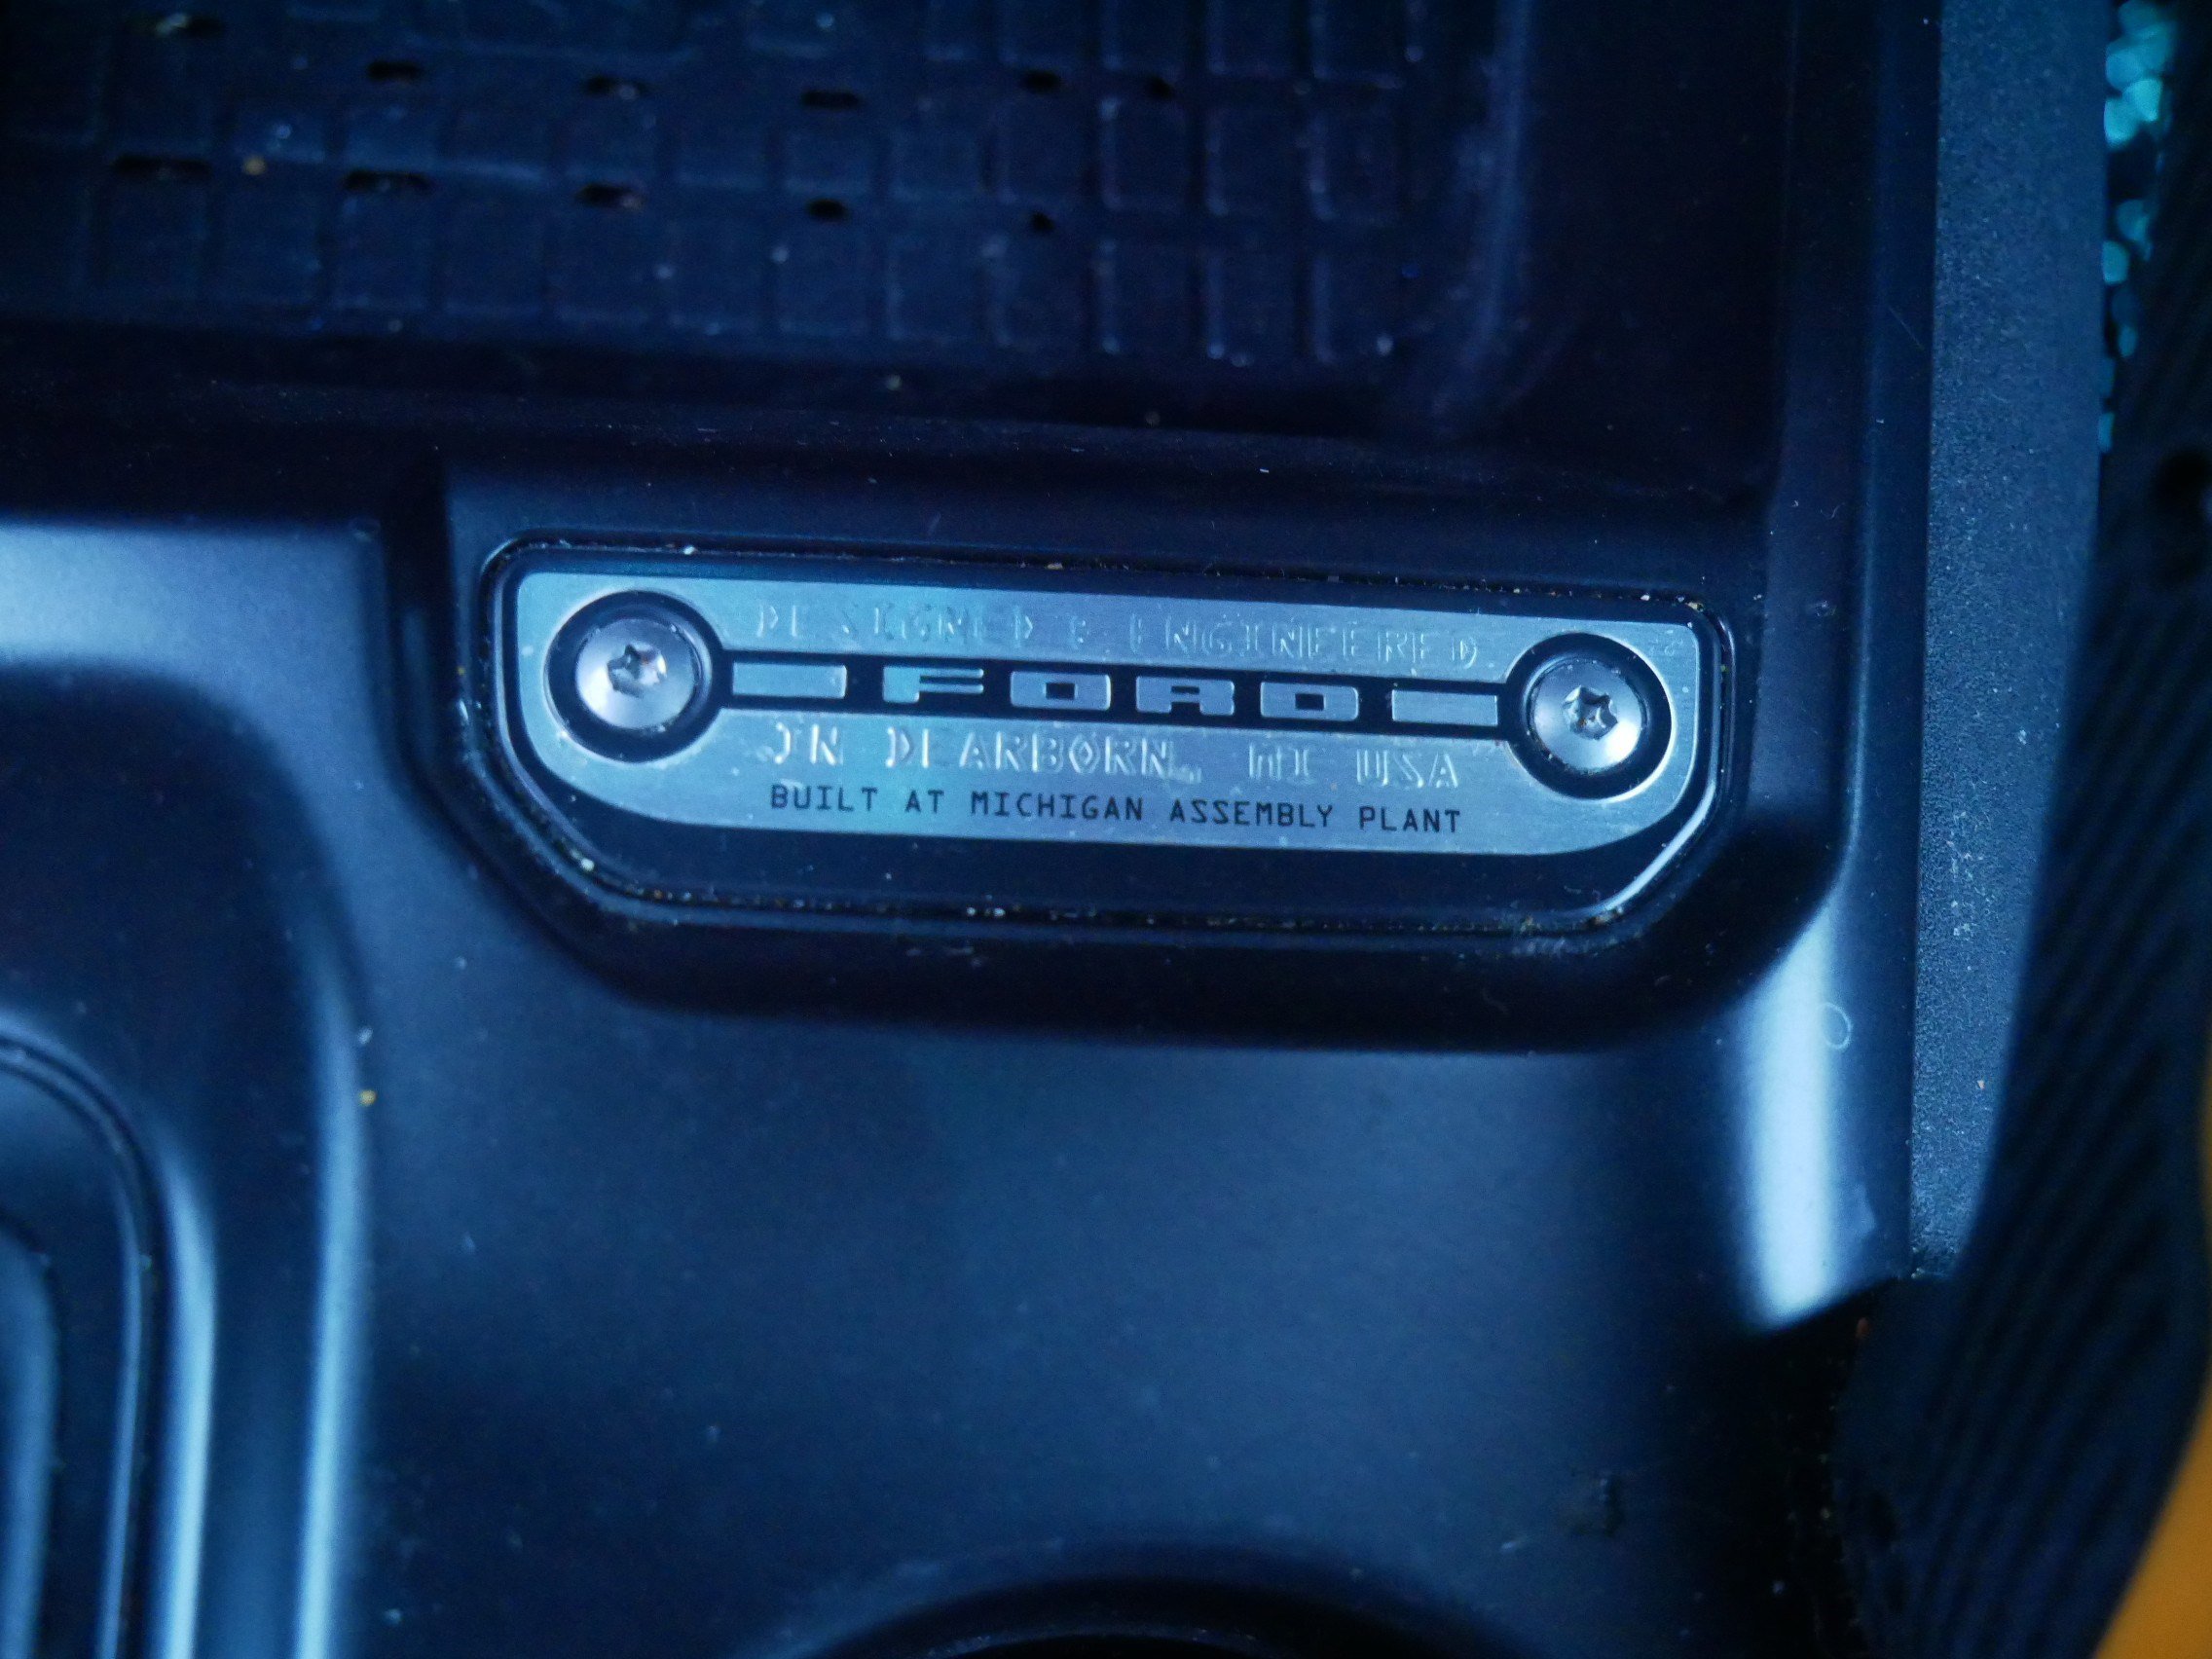 DESIGNED & ENGINEERED
FORD
IN DEARBORN, MI USA
BUILT AT MICHIGAN ASSEMBLY PLANT